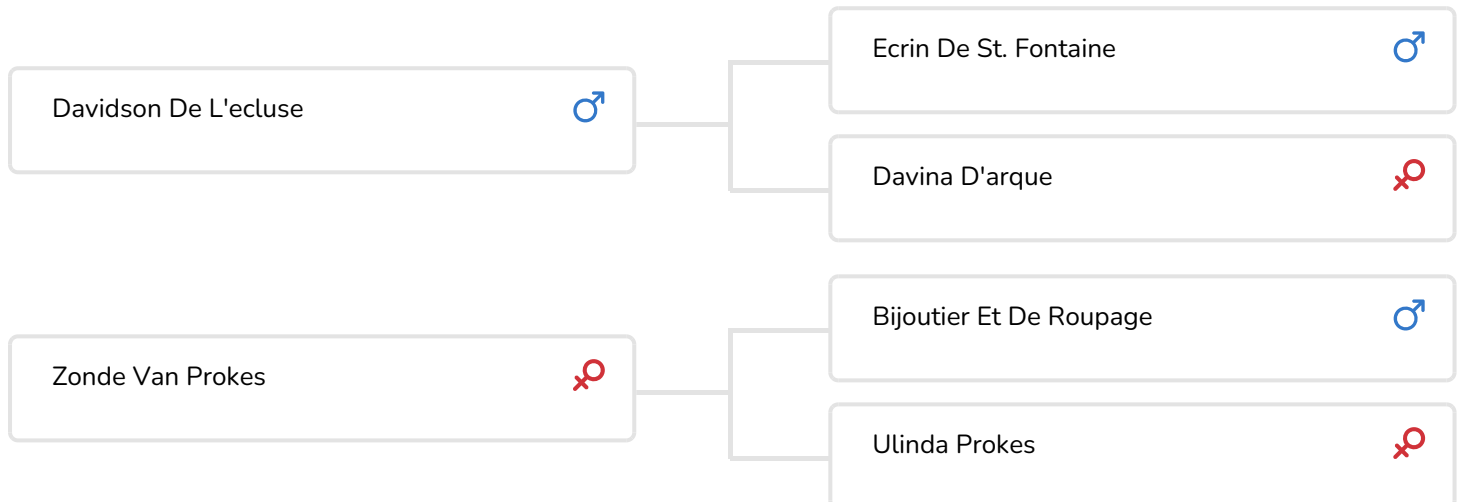 Ecrin De St. Fontaine
Davidson De L'ecluse
Davina D'arque
Bijoutier Et De Roupage
Zonde Van Prokes
Ulinda Prokes